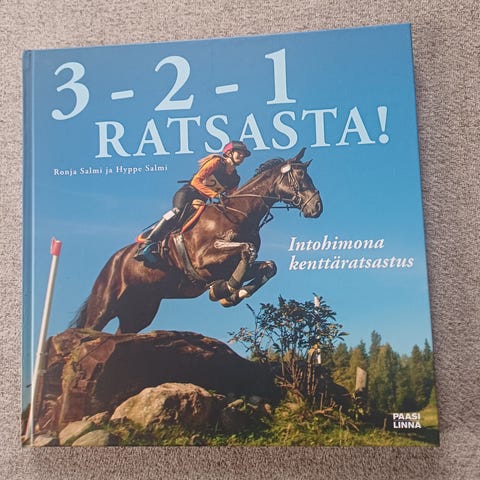 3 - 2 - 1
RATSASTA!
Ronja Salmi ja Hyppe Salmi
Intohimona
kenttäratsastus
PAASI
LINNA